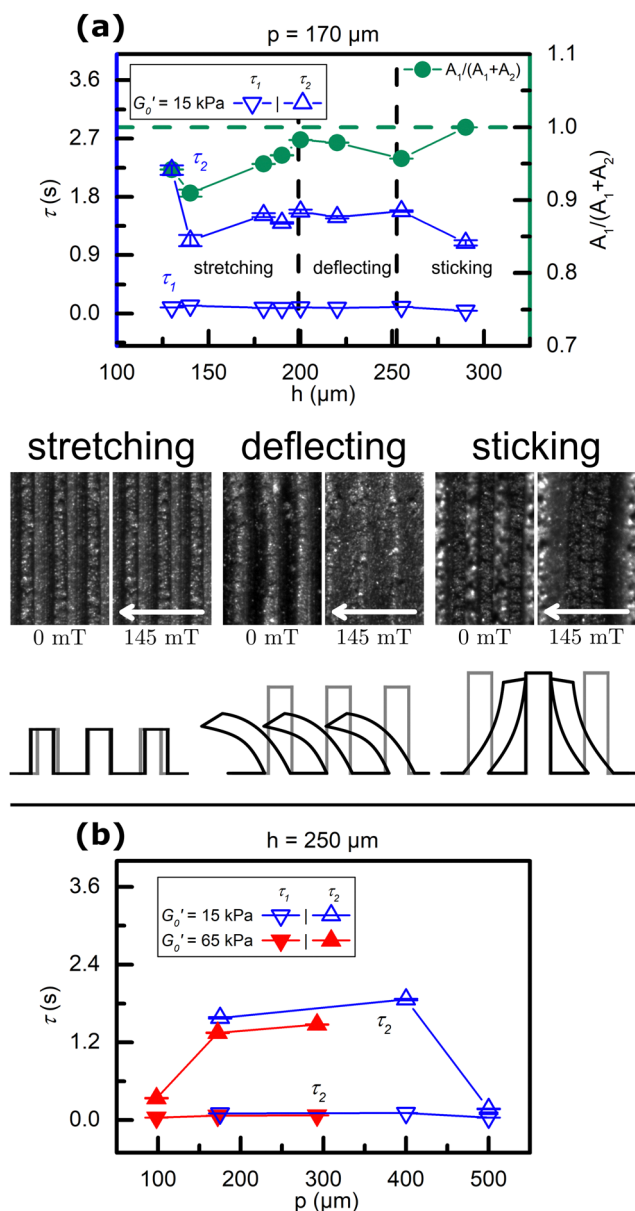 (a)
p = 170 µm
3.6
2.7
1.8
0.9
0.0
τ (s)
τ₁ τ₂
G₀' = 15 kPa |
A₁/(A₁+A₂)
τ₂
τ₁
stretching deflecting sticking
1.1
1.0
0.9
0.8
0.7
A₁/(A₁+A₂)
100 150 200 250 300
h (µm)
stretching deflecting sticking
0 mT 145 mT 0 mT 145 mT 0 mT 145 mT
(b)
h = 250 µm
3.6
2.4
1.2
0.0
τ (s)
τ₁ τ₂
G₀' = 15 kPa |
G₀' = 65 kPa |
τ₂
τ₂
100 200 300 400 500
p (µm)